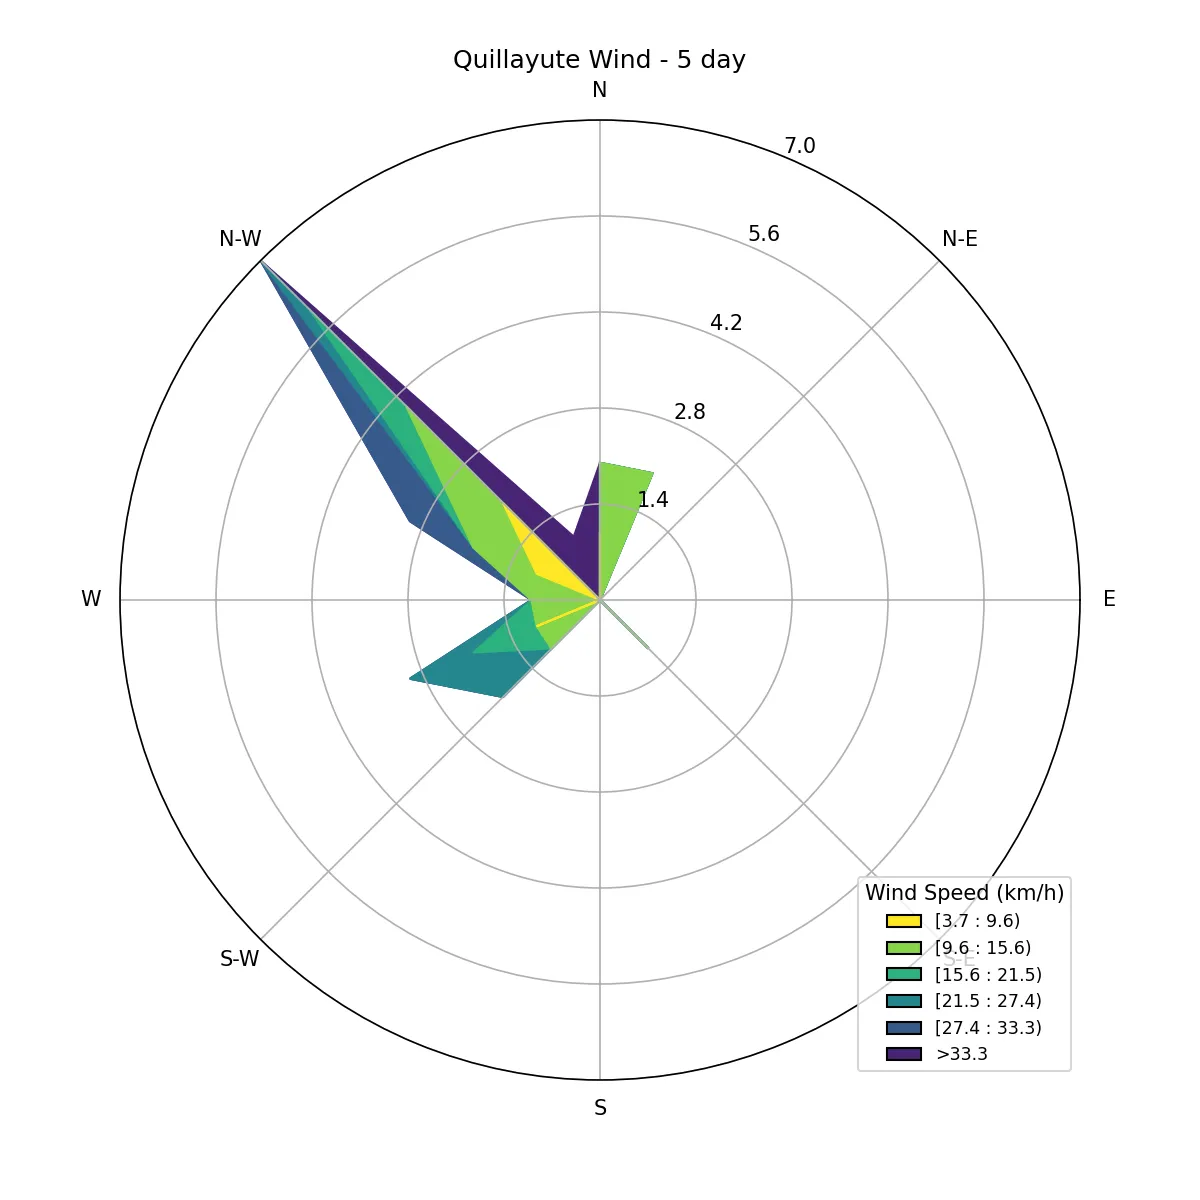 Quillayute Wind - 5 day
N
7.0
N-W
5.6
N-E
4.2
2.8
1.4
W
E
S-W
S-E
S
Wind Speed (km/h)
[3.7 : 9.6)
[9.6 : 15.6)
[15.6 : 21.5)
[21.5 : 27.4)
[27.4 : 33.3)
>33.3